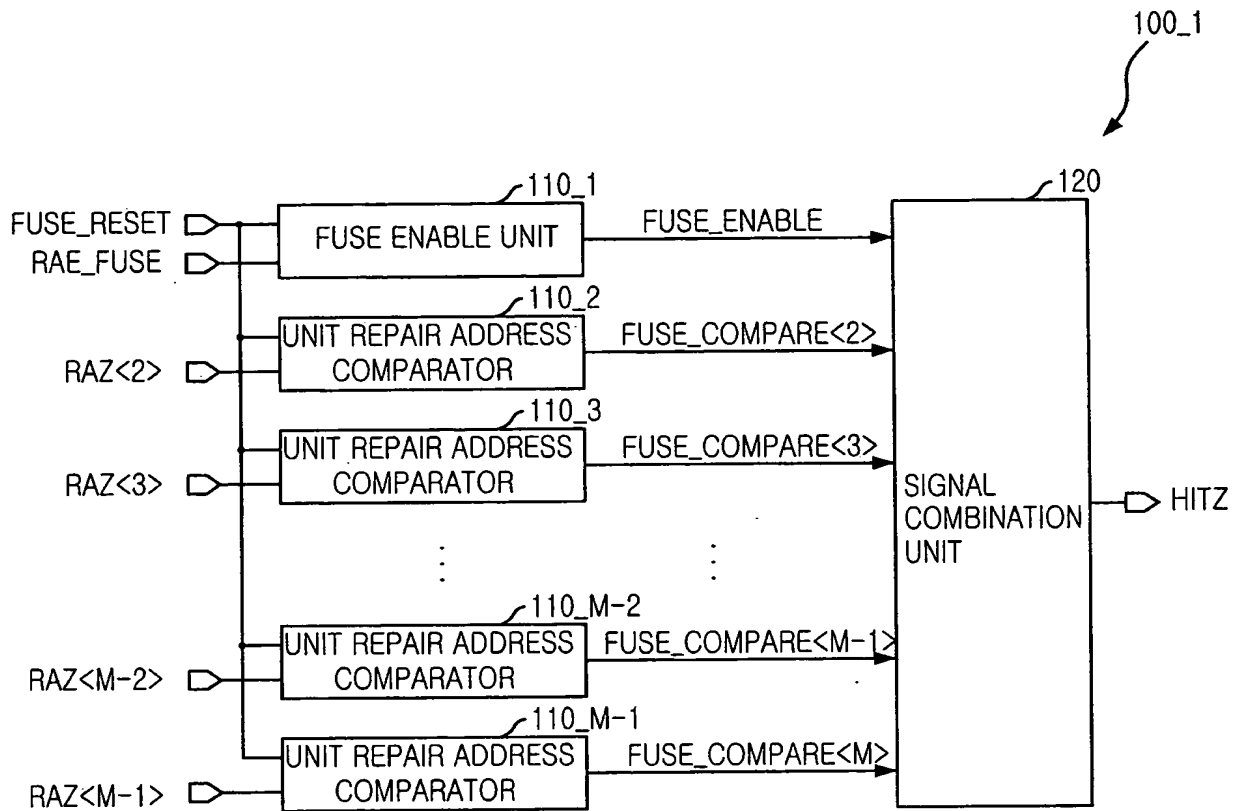 100_1
110_1
120
FUSE_RESET
FUSE ENABLE UNIT
FUSE_ENABLE
RAE_FUSE
110_2
UNIT REPAIR ADDRESS
COMPARATOR
FUSE_COMPARE<2>
RAZ<2>
110_3
UNIT REPAIR ADDRESS
COMPARATOR
FUSE_COMPARE<3>
RAZ<3>
SIGNAL
COMBINATION
UNIT
HITZ
110_M-2
UNIT REPAIR ADDRESS
COMPARATOR
FUSE_COMPARE<M-1>
RAZ<M-2>
110_M-1
UNIT REPAIR ADDRESS
COMPARATOR
FUSE_COMPARE<M>
RAZ<M-1>